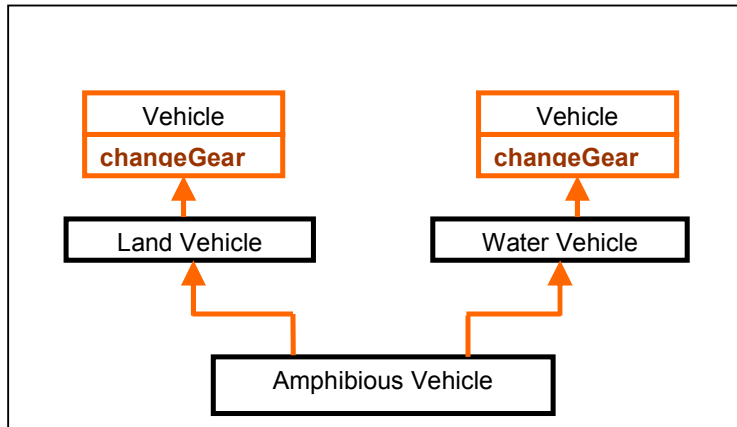 Vehicle
changeGear
Vehicle
changeGear
Land Vehicle
Water Vehicle
Amphibious Vehicle